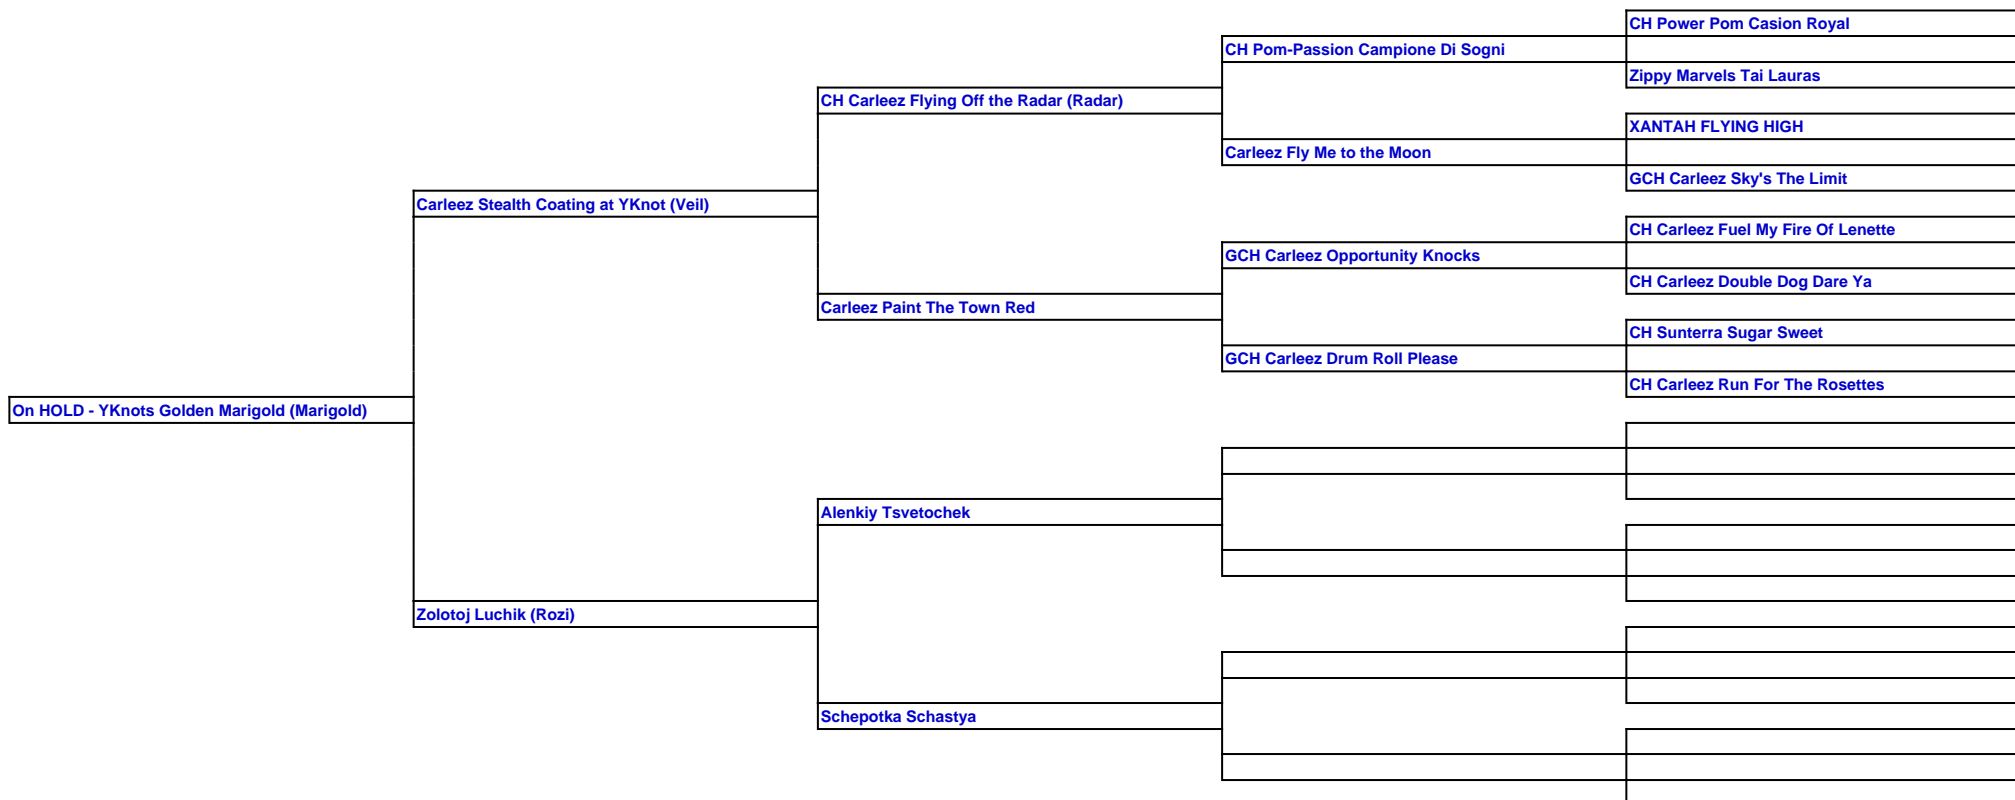 CH Power Pom Casion Royal
CH Pom-Passion Campione Di Sogni
Zippy Marvels Tai Lauras
CH Carleez Flying Off the Radar (Radar)
XANTAH FLYING HIGH
Carleez Fly Me to the Moon
GCH Carleez Sky's The Limit
Carleez Stealth Coating at YKnot (Veil)
CH Carleez Fuel My Fire Of Lenette
GCH Carleez Opportunity Knocks
CH Carleez Double Dog Dare Ya
Carleez Paint The Town Red
CH Sunterra Sugar Sweet
GCH Carleez Drum Roll Please
CH Carleez Run For The Rosettes
On HOLD - YKnots Golden Marigold (Marigold)
Alenkiy Tsvetochek
Zolotoj Luchik (Rozi)
Schepotka Schastya